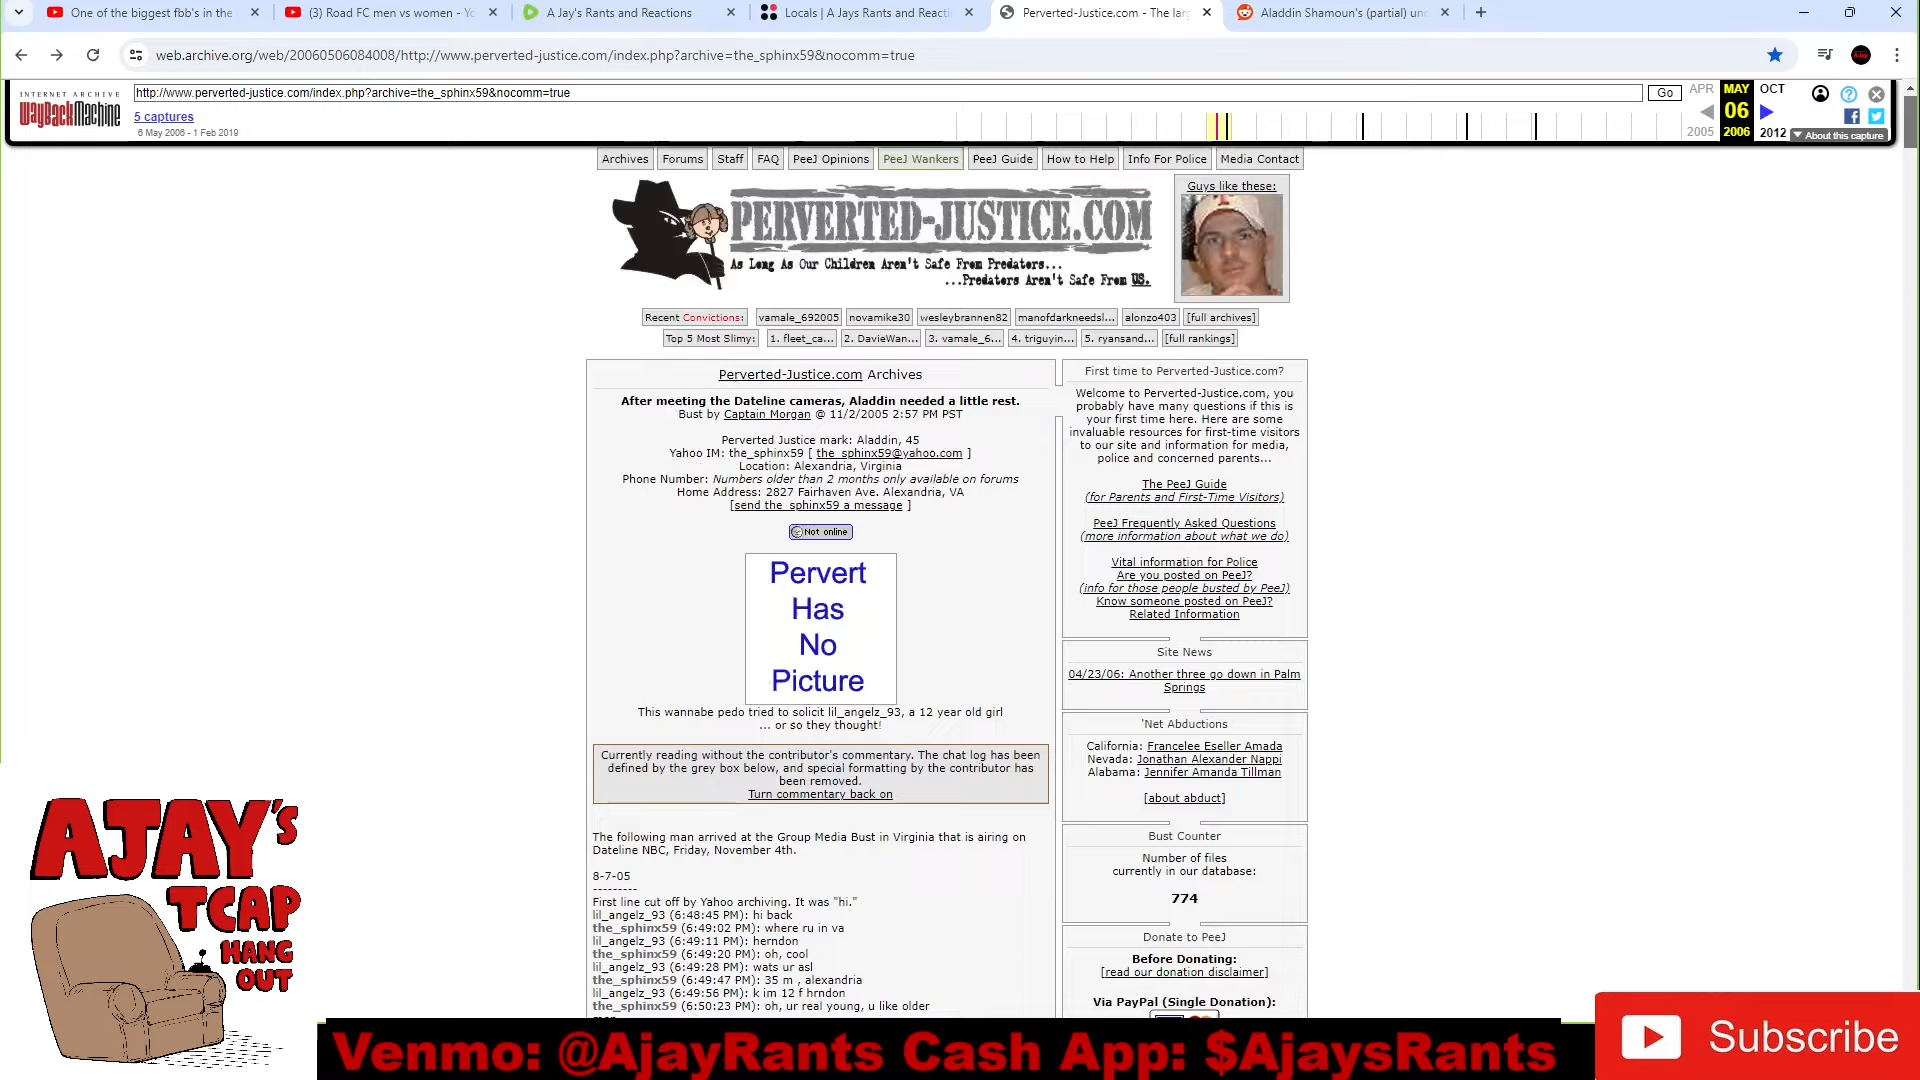 One of the biggest fbb's in the
(3) Road FC men vs women - Yo
A Jay's Rants and Reactions
Locals | A Jays Rants and Reacti
Perverted-Justice.com - The larg
Aladdin Shamoun's (partial) unc
web.archive.org/web/20060506084008/http://www.perverted-justice.com/index.php?archive=the_sphinx59&nocomm=true
INTERNET ARCHIVE
WayBackMachine
http://www.perverted-justice.com/index.php?archive=the_sphinx59&nocomm=true
Go
APR MAY OCT
06
2005 2006 2012
5 captures
6 May 2006 - 1 Feb 2019
About this capture
Archives Forums Staff FAQ PeeJ Opinions PeeJ Wankers PeeJ Guide How to Help Info For Police Media Contact
PERVERTED-JUSTICE.COM
As Long As Our Children Aren't Safe From Predators...
...Predators Aren't Safe From US.
Guys like these:
Recent Convictions: vamale_692005 novamike30 wesleybrannen82 manofdarkneedsl... alonzo403 [full archives]
Top 5 Most Slimy: 1. fleet_ca... 2. DavieWan... 3. vamale_6... 4. triguyin... 5. ryansand... [full rankings]
Perverted-Justice.com Archives
After meeting the Dateline cameras, Aladdin needed a little rest.
Bust by Captain Morgan @ 11/2/2005 2:57 PM PST
Perverted Justice mark: Aladdin, 45
Yahoo IM: the_sphinx59 [ the_sphinx59@yahoo.com ]
Location: Alexandria, Virginia
Phone Number: Numbers older than 2 months only available on forums
Home Address: 2827 Fairhaven Ave. Alexandria, VA
[send the_sphinx59 a message ]
Not online
Pervert
Has
No
Picture
This wannabe pedo tried to solicit lil_angelz_93, a 12 year old girl
... or so they thought!
Currently reading without the contributor's commentary. The chat log has been
defined by the grey box below, and special formatting by the contributor has
been removed.
Turn commentary back on
The following man arrived at the Group Media Bust in Virginia that is airing on
Dateline NBC, Friday, November 4th.
8-7-05
---------
First line cut off by Yahoo archiving. It was "hi."
lil_angelz_93 (6:48:45 PM): hi back
the_sphinx59 (6:49:02 PM): where ru in va
lil_angelz_93 (6:49:11 PM): herndon
the_sphinx59 (6:49:20 PM): oh, cool
lil_angelz_93 (6:49:28 PM): wats ur asl
the_sphinx59 (6:49:47 PM): 35 m , alexandria
lil_angelz_93 (6:49:56 PM): k im 12 f hrndon
the_sphinx59 (6:50:23 PM): oh, ur real young, u like older
First time to Perverted-Justice.com?
Welcome to Perverted-Justice.com, you
probably have many questions if this is
your first time here. Here are some
invaluable resources for first-time visitors
to our site and information for media,
police and concerned parents...
The PeeJ Guide
(for Parents and First-Time Visitors)
PeeJ Frequently Asked Questions
(more information about what we do)
Vital information for Police
Are you posted on PeeJ?
(info for those people busted by PeeJ)
Know someone posted on PeeJ?
Related Information
Site News
04/23/06: Another three go down in Palm
Springs
'Net Abductions
California: Francelee Eseller Amada
Nevada: Jonathan Alexander Nappi
Alabama: Jennifer Amanda Tillman
[about abduct]
Bust Counter
Number of files
currently in our database:
774
Donate to PeeJ
Before Donating:
[read our donation disclaimer]
Via PayPal (Single Donation):
AJAY'S
TCAP
HANG
OUT
Venmo: @AjayRants Cash App: $AjaysRants
Subscribe